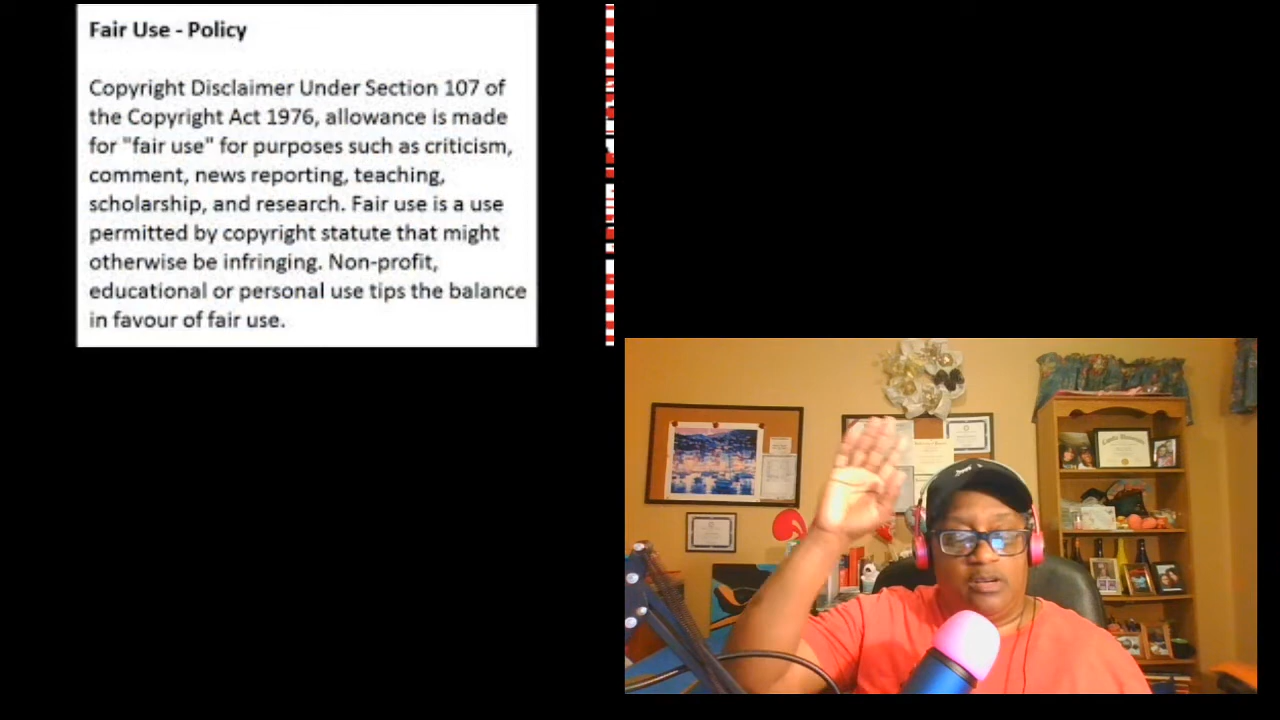 Fair Use - Policy
Copyright Disclaimer Under Section 107 of
the Copyright Act 1976, allowance is made
for "fair use" for purposes such as criticism,
comment, news reporting, teaching,
scholarship, and research. Fair use is a use
permitted by copyright statute that might
otherwise be infringing. Non-profit,
educational or personal use tips the balance
in favour of fair use.